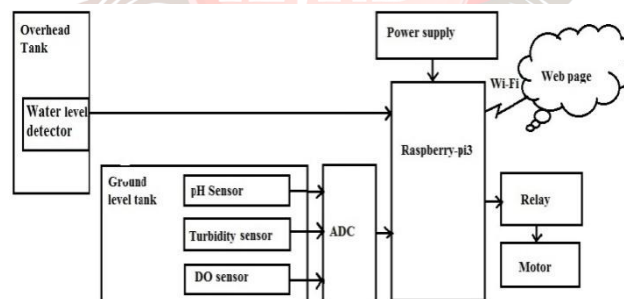 Overhead
Tank
Water level
detector
Power supply
Wi-Fi
Web page
Raspberry-pi3
Ground
level tank
pH Sensor
Turbidity sensor
DO sensor
ADC
Relay
Motor